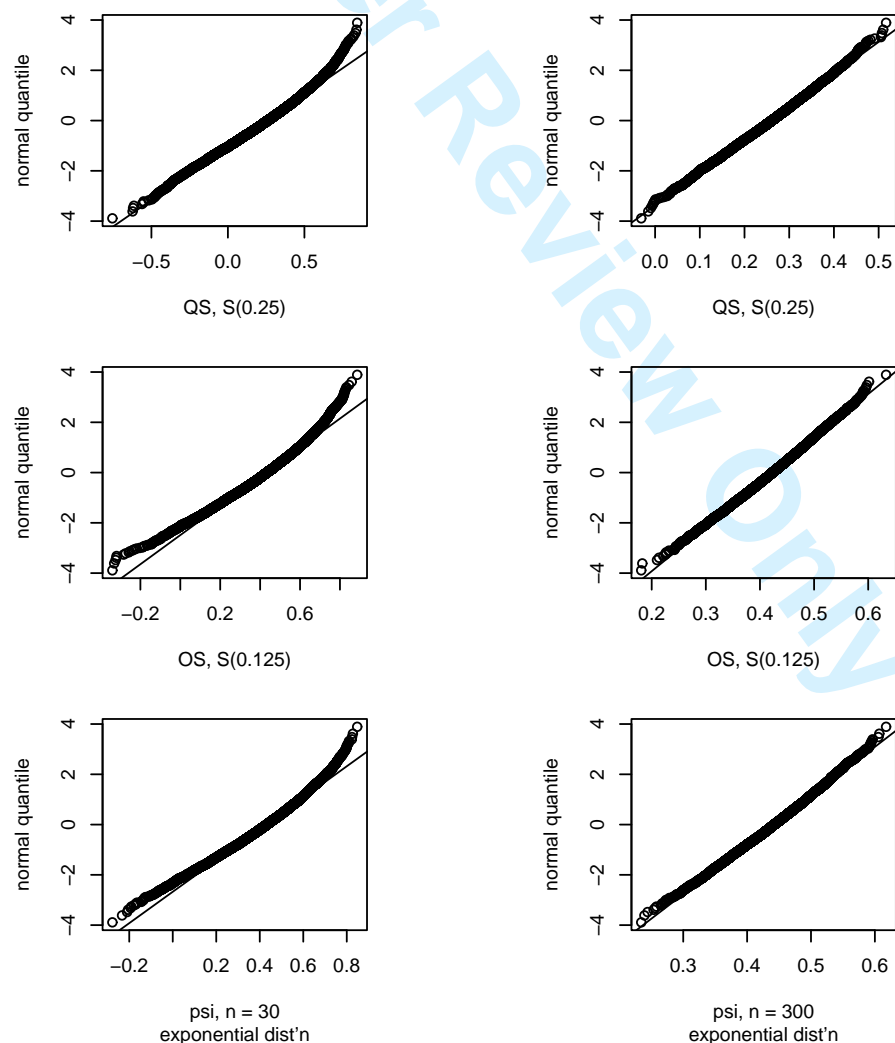 normal quantile
−4 −2 0 2 4
−0.5 0.0 0.5
QS, S(0.25)
normal quantile
−4 −2 0 2 4
0.0 0.1 0.2 0.3 0.4 0.5
QS, S(0.25)
normal quantile
−4 −2 0 2 4
−0.2 0.2 0.6
OS, S(0.125)
normal quantile
−4 −2 0 2 4
0.2 0.3 0.4 0.5 0.6
OS, S(0.125)
normal quantile
−4 −2 0 2 4
−0.2 0.2 0.4 0.6 0.8
psi, n = 30
exponential dist'n
normal quantile
−4 −2 0 2 4
0.3 0.4 0.5 0.6
psi, n = 300
exponential dist'n
er Review Only